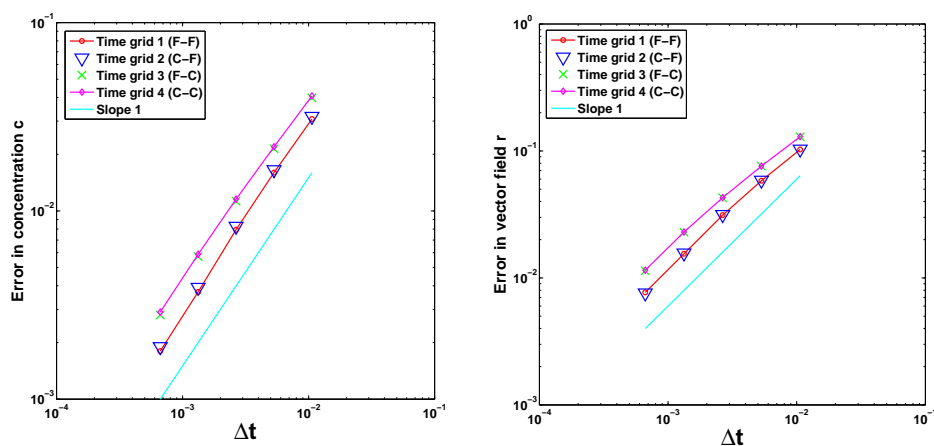 10^-1
Time grid 1 (F−F)
Time grid 2 (C−F)
Time grid 3 (F−C)
Time grid 4 (C−C)
Slope 1
Error in concentration c
10^-2
10^-3
10^-4
10^-3
10^-2
10^-1
Δt
10^0
Time grid 1 (F−F)
Time grid 2 (C−F)
Time grid 3 (F−C)
Time grid 4 (C−C)
Slope 1
Error in vector field r
10^-1
10^-2
10^-3
10^-4
10^-3
10^-2
10^-1
Δt